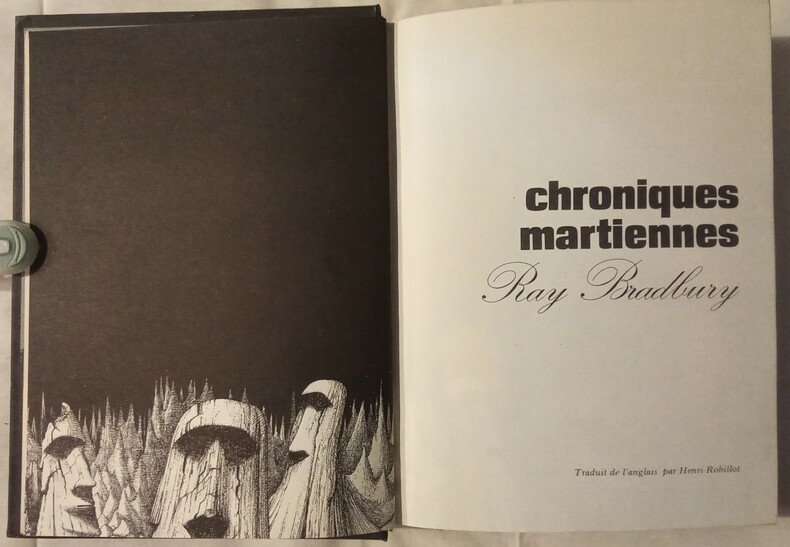 chroniques
martiennes
Ray Bradbury
Traduit de l'anglais par Henri Robillot